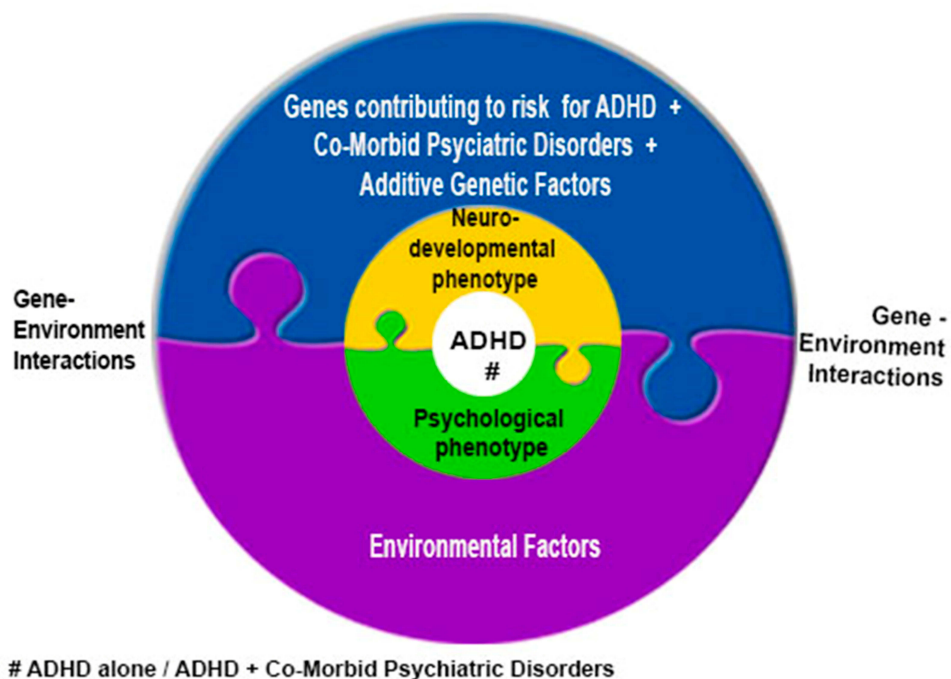 Genes contributing to risk for ADHD +
Co-Morbid Psyciatric Disorders +
Additive Genetic Factors
Neuro-
developmental
phenotype
Gene-
Environment
Interactions
ADHD
#
Gene -
Environment
Interactions
Psychological
phenotype
Environmental Factors
# ADHD alone / ADHD + Co-Morbid Psychiatric Disorders